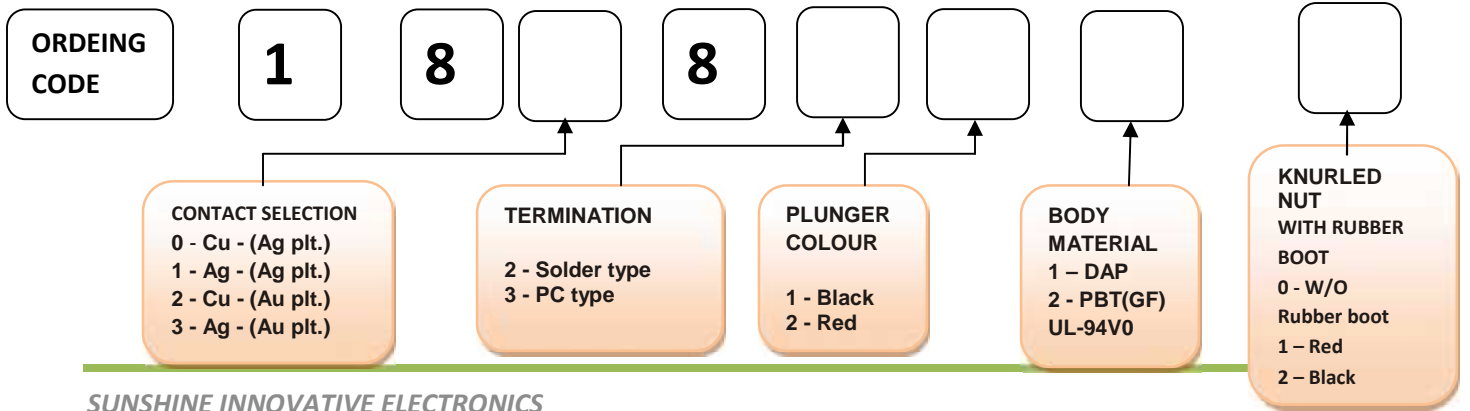 ORDEING
CODE
1
8
8
CONTACT SELECTION
0 - Cu - (Ag plt.)
1 - Ag - (Ag plt.)
2 - Cu - (Au plt.)
3 - Ag - (Au plt.)
TERMINATION
2 - Solder type
3 - PC type
PLUNGER
COLOUR
1 - Black
2 - Red
BODY
MATERIAL
1 – DAP
2 - PBT(GF)
UL-94V0
KNURLED
NUT
WITH RUBBER
BOOT
0 - W/O
Rubber boot
1 – Red
2 – Black
SUNSHINE INNOVATIVE ELECTRONICS